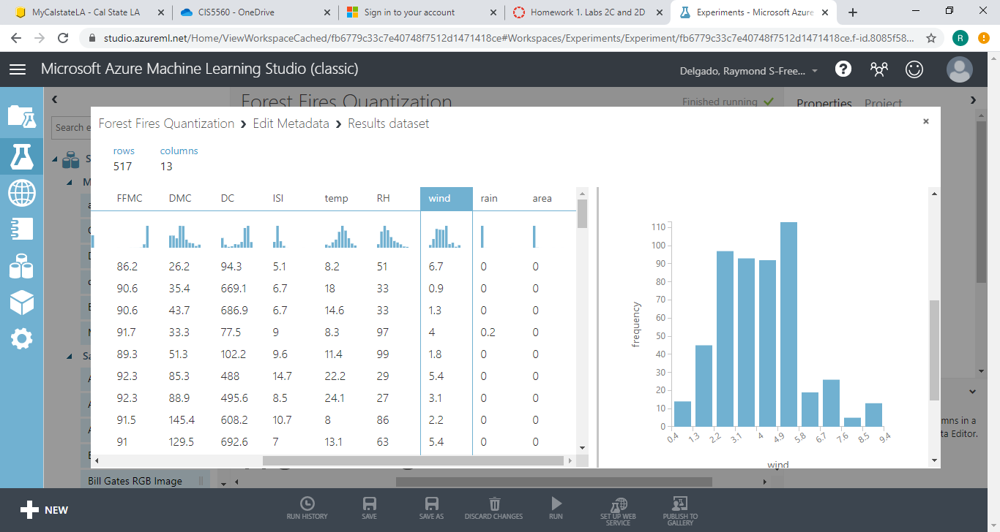 MyCalstateLA - Cal State LA
CIS5560 - OneDrive
Sign in to your account
Homework 1. Labs 2C and 2D
Experiments - Microsoft Azure
studio.azureml.net/Home/ViewWorkspaceCached/fb6779c33c7e40748f7512d1471418ce#Workspaces/Experiments/Experiment/fb6779c33c7e40748f7512d1471418ce.f-id.8085f58...
R
Microsoft Azure Machine Learning Studio (classic)
Delgado, Raymond S-Free...
Forest Fires Quantization
Finished running
Properties Project
Search e
Forest Fires Quantization › Edit Metadata › Results dataset
rows columns
517 13
FFMC DMC DC ISI temp RH wind rain area
86.2 26.2 94.3 5.1 8.2 51 6.7 0 0
90.6 35.4 669.1 6.7 18 33 0.9 0 0
90.6 43.7 686.9 6.7 14.6 33 1.3 0 0
91.7 33.3 77.5 9 8.3 97 4 0.2 0
89.3 51.3 102.2 9.6 11.4 99 1.8 0 0
92.3 85.3 488 14.7 22.2 29 5.4 0 0
92.3 88.9 495.6 8.5 24.1 27 3.1 0 0
91.5 145.4 608.2 10.7 8 86 2.2 0 0
91 129.5 692.6 7 13.1 63 5.4 0 0
frequency
110
100
90
80
70
60
50
40
30
20
10
0
0.4 1.3 2.2 3.1 4 4.9 5.8 6.7 7.6 8.5 9.4
wind
mns in a
ta Editor.
Bill Gates RGB Image
NEW
RUN HISTORY
SAVE
SAVE AS
DISCARD CHANGES
RUN
SET UP WEB
SERVICE
PUBLISH TO
GALLERY